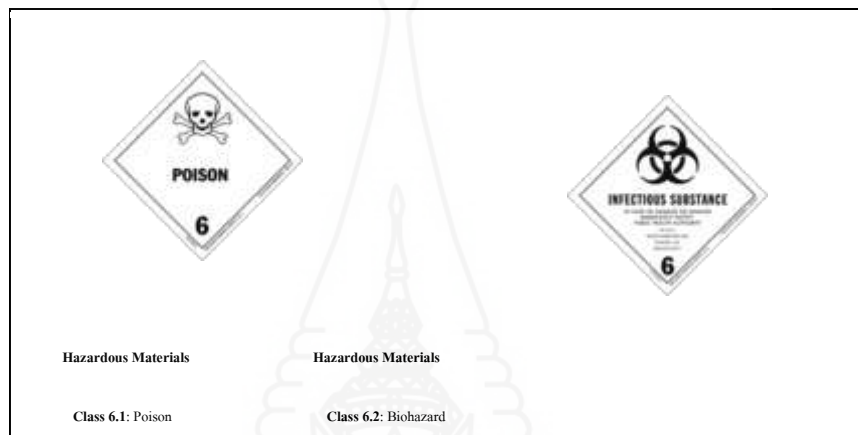 POISON
6
INFECTIOUS SUBSTANCE
6
Hazardous Materials
Hazardous Materials
Class 6.1: Poison
Class 6.2: Biohazard